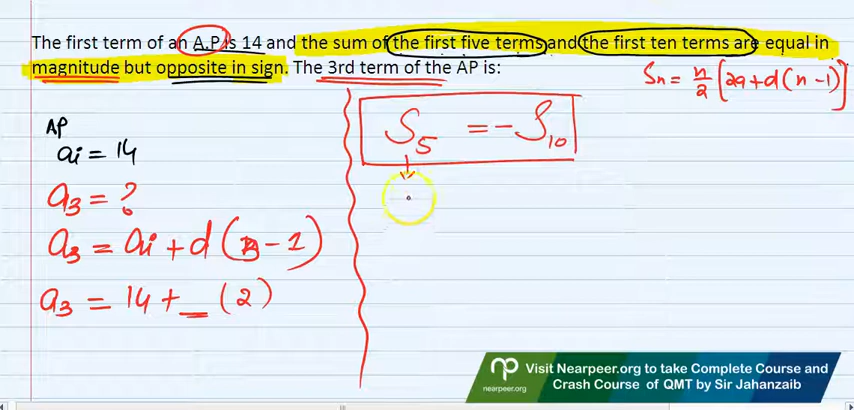 The first term of an A.P is 14 and the sum of the first five terms and the first ten terms are equal in
magnitude but opposite in sign. The 3rd term of the AP is:
Sn = n/2 [2a + d(n-1)]
AP
ai = 14
a3 = ?
a3 = ai + d(n-1)
a3 = 14 + _ (2)
S5 = -S10
Visit Nearpeer.org to take Complete Course and
Crash Course of QMT by Sir Jahanzaib
nearpeer.org